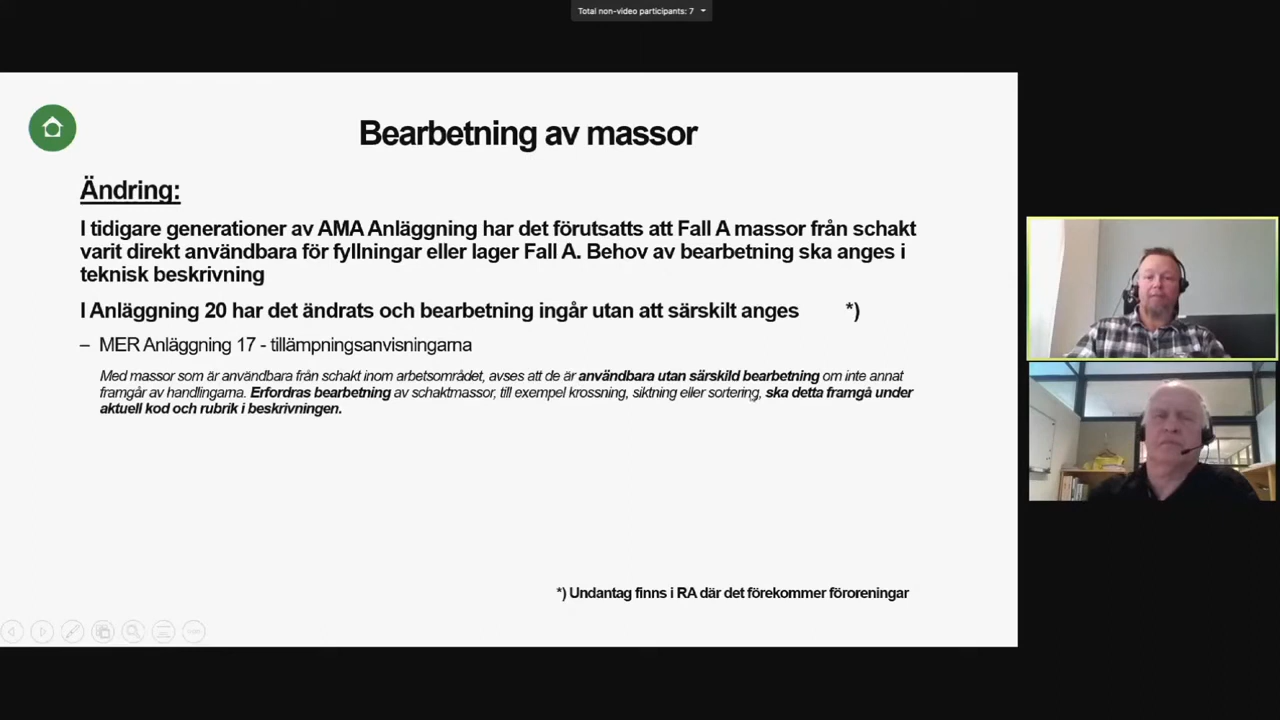 Total non-video participants: 7
Bearbetning av massor
Ändring:
I tidigare generationer av AMA Anläggning har det förutsatts att Fall A massor från schakt
varit direkt användbara för fyllningar eller lager Fall A. Behov av bearbetning ska anges i
teknisk beskrivning
I Anläggning 20 har det ändrats och bearbetning ingår utan att särskilt anges *)
– MER Anläggning 17 - tillämpningsanvisningarna
Med massor som är användbara från schakt inom arbetsområdet, avses att de är användbara utan särskild bearbetning om inte annat
framgår av handlingarna. Erfordras bearbetning av schaktmassor, till exempel krossning, siktning eller sortering, ska detta framgå under
aktuell kod och rubrik i beskrivningen.
*) Undantag finns i RA där det förekommer föroreningar